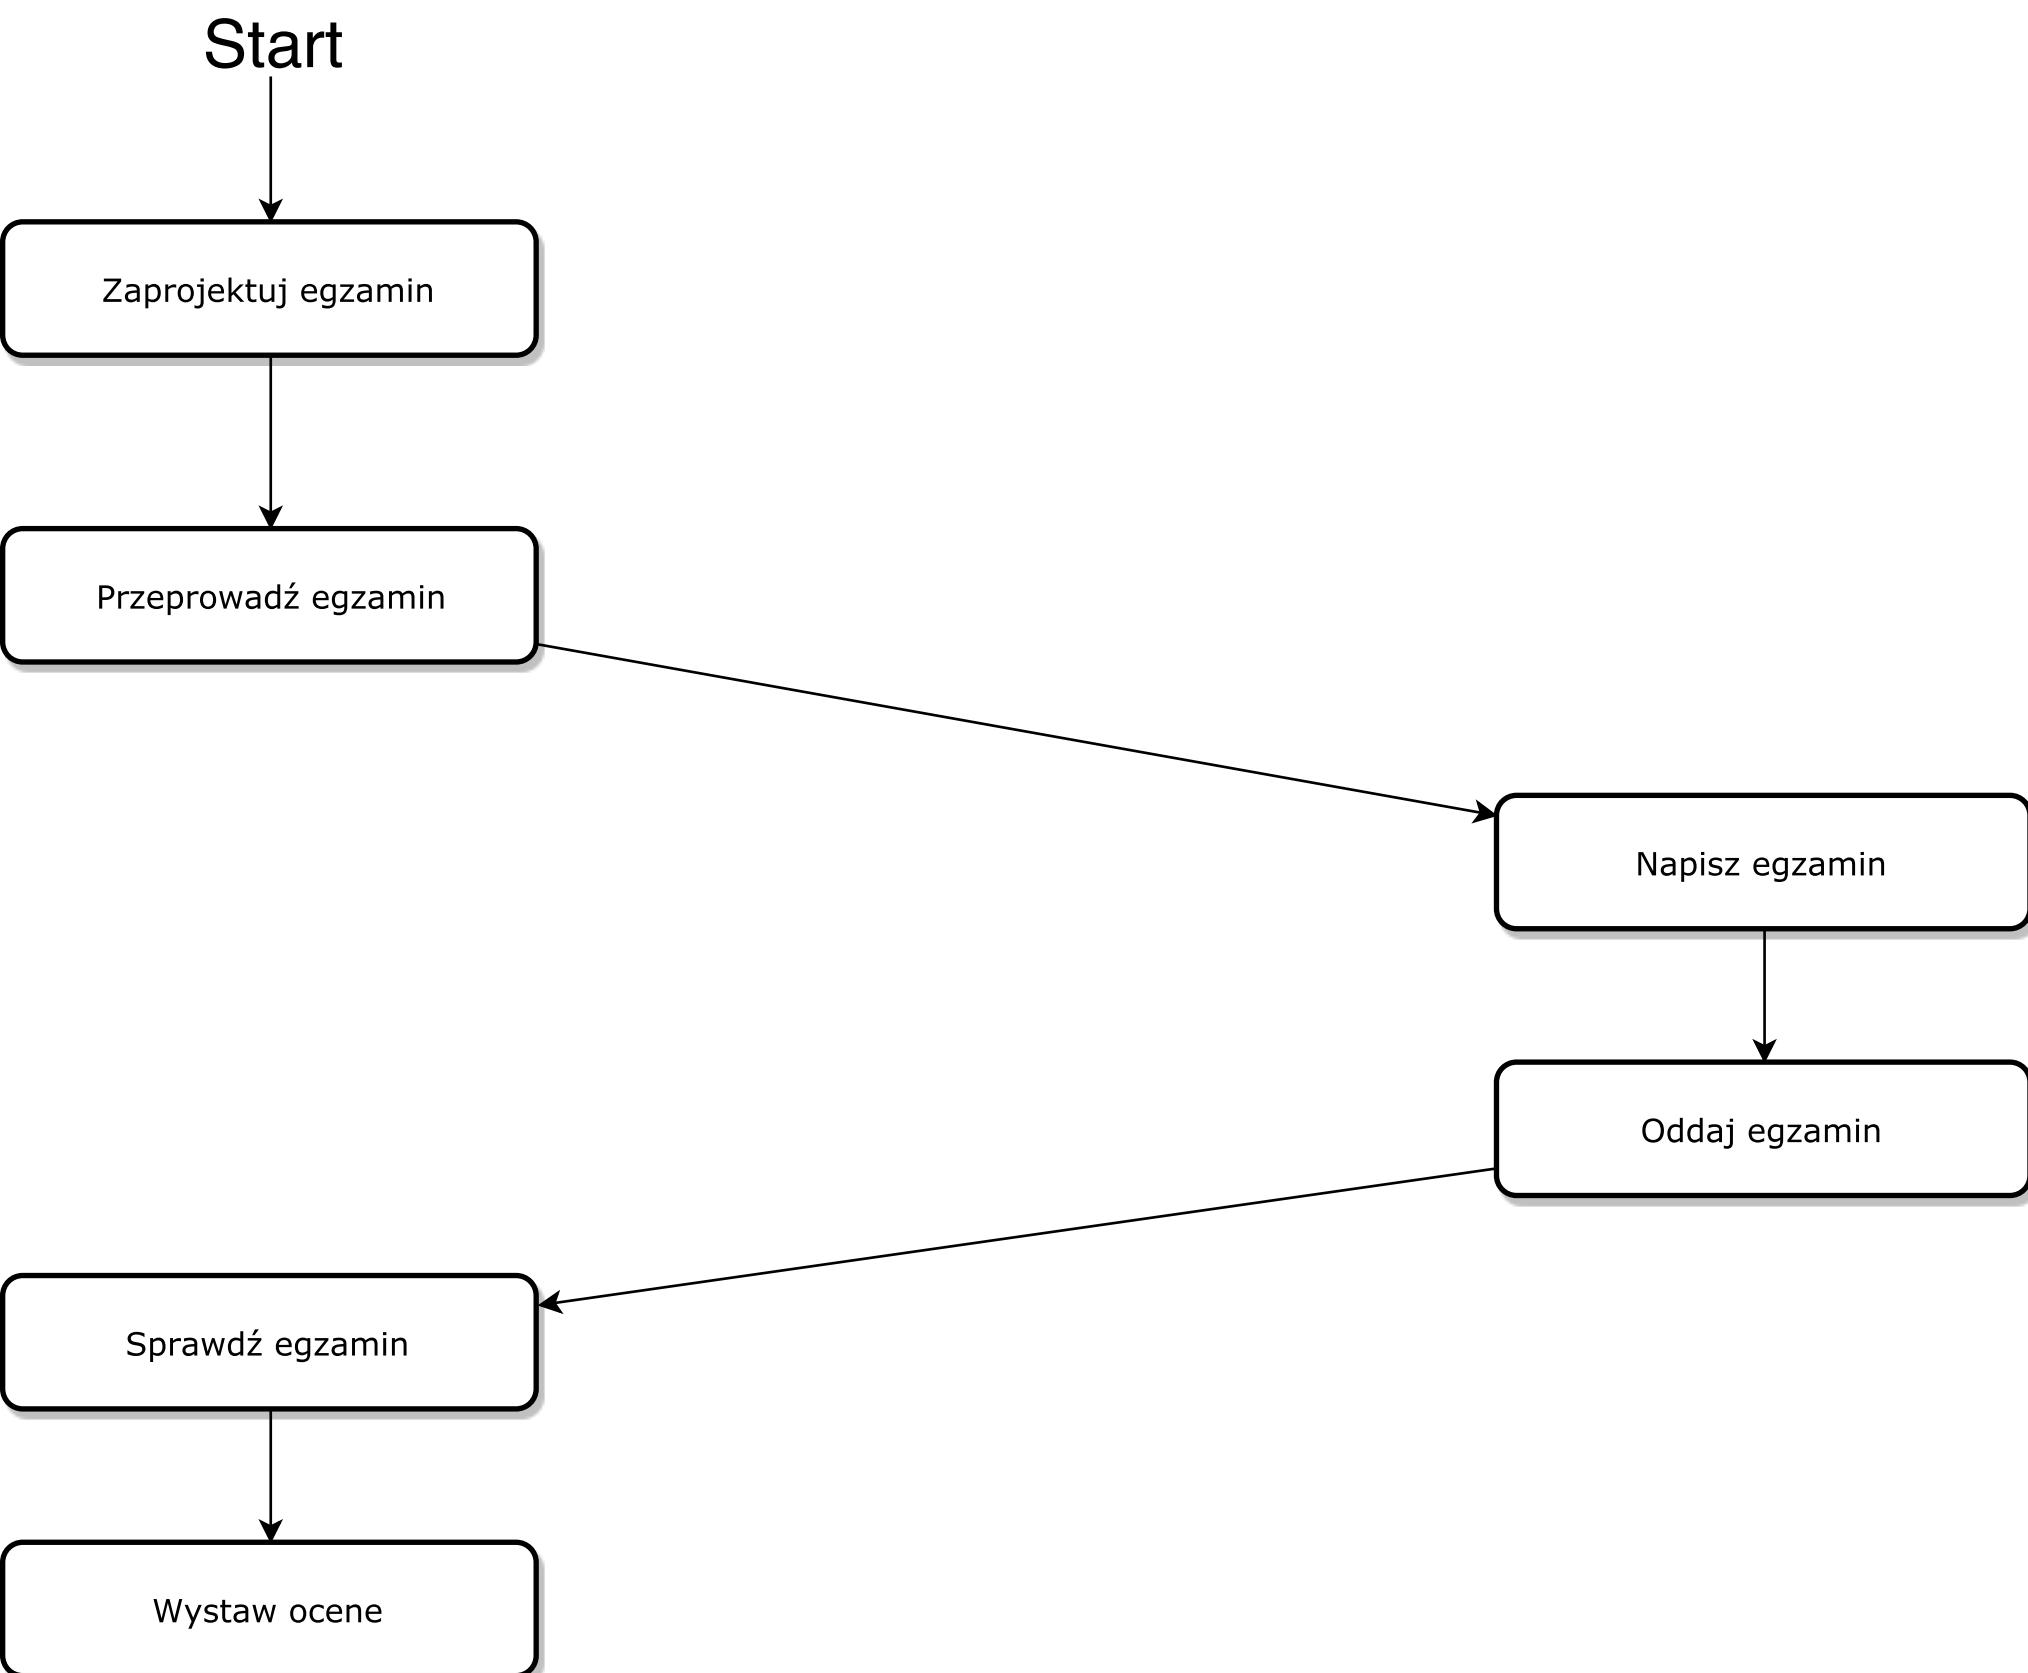 Start
Zaprojektuj egzamin
Przeprowadź egzamin
Napisz egzamin
Oddaj egzamin
Sprawdź egzamin
Wystaw ocene